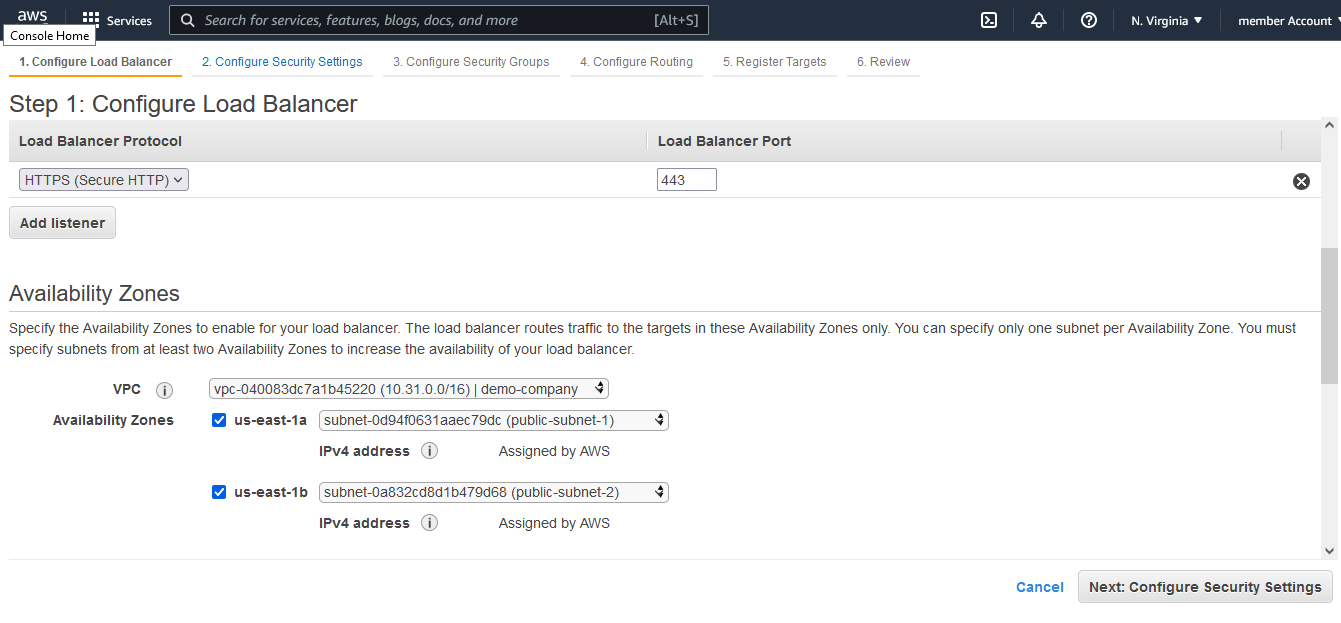 aws
Services
Search for services, features, blogs, docs, and more
[Alt+S]
N. Virginia
member Account
Console Home
1. Configure Load Balancer
2. Configure Security Settings
3. Configure Security Groups
4. Configure Routing
5. Register Targets
6. Review
Step 1: Configure Load Balancer
Load Balancer Protocol
Load Balancer Port
HTTPS (Secure HTTP)
443
Add listener
Availability Zones
Specify the Availability Zones to enable for your load balancer. The load balancer routes traffic to the targets in these Availability Zones only. You can specify only one subnet per Availability Zone. You must
specify subnets from at least two Availability Zones to increase the availability of your load balancer.
VPC
vpc-040083dc7a1b45220 (10.31.0.0/16) | demo-company
Availability Zones
us-east-1a
subnet-0d94f0631aaec79dc (public-subnet-1)
IPv4 address
Assigned by AWS
us-east-1b
subnet-0a832cd8d1b479d68 (public-subnet-2)
IPv4 address
Assigned by AWS
Cancel
Next: Configure Security Settings